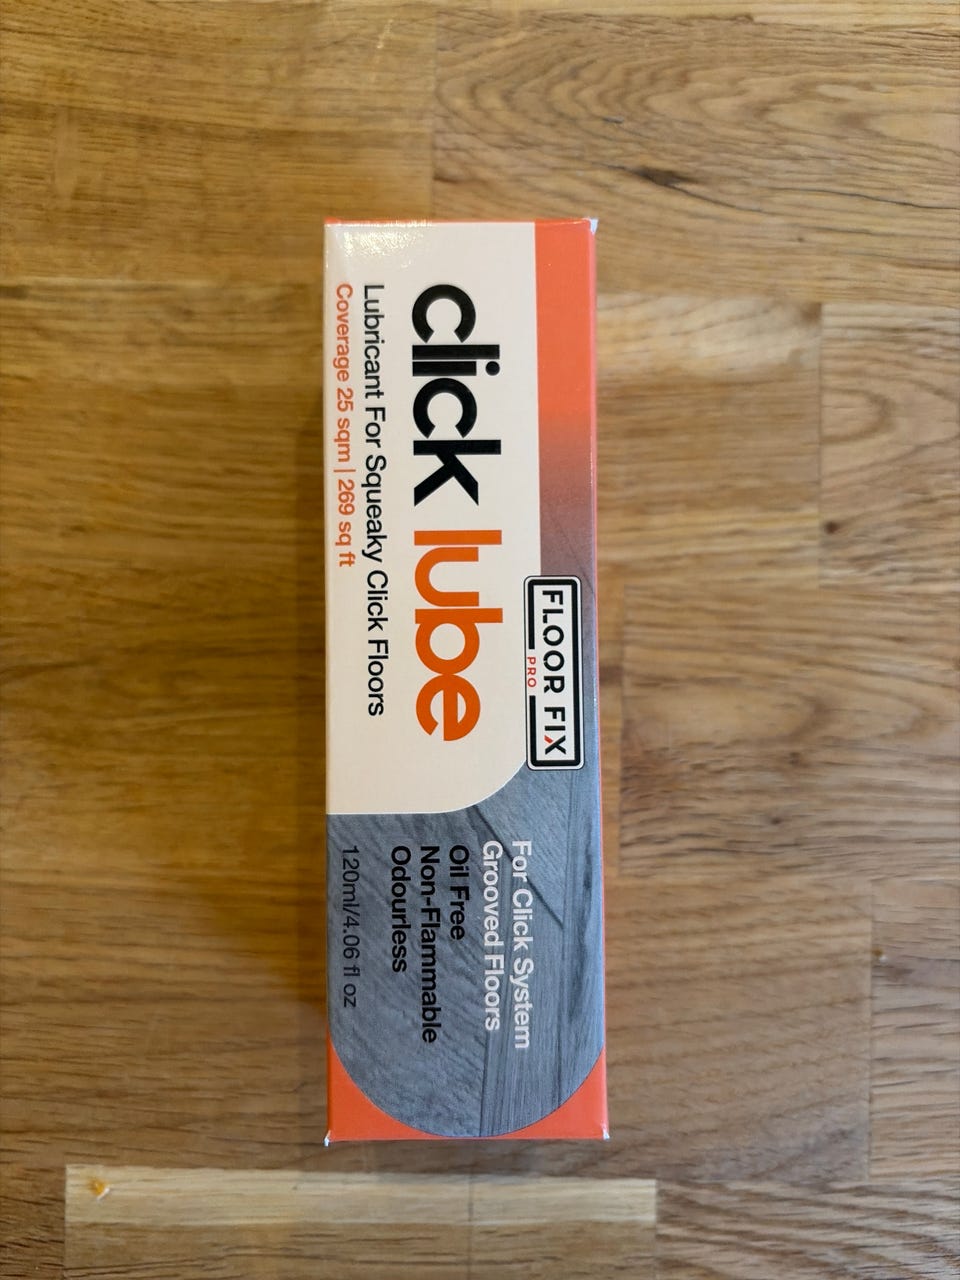 FLOOR FIX
PRO
click lube
Lubricant For Squeaky Click Floors
Coverage 25 sqm | 269 sq ft
For Click System
Grooved Floors
Oil Free
Non-Flammable
Odourless
120ml/4.06 fl oz